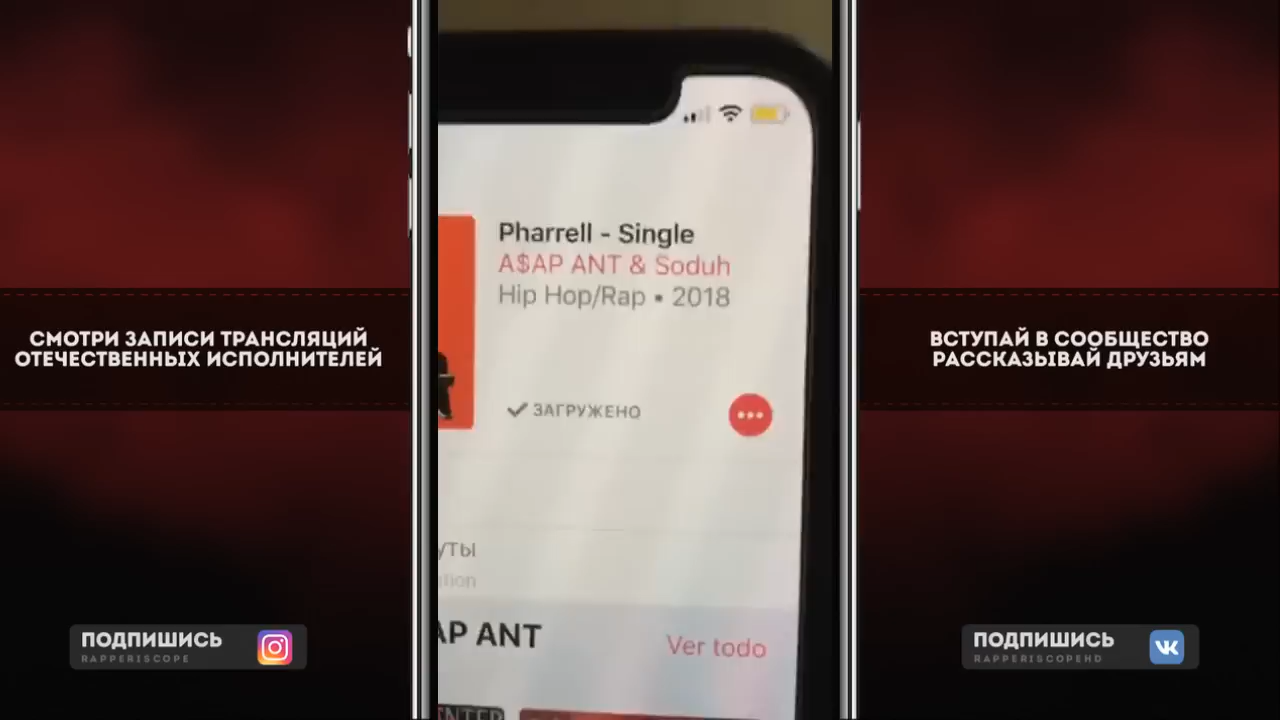 Pharrell - Single
A$AP ANT & Soduh
Hip Hop/Rap • 2018
СМОТРИ ЗАПИСИ ТРАНСЛЯЦИЙ
ОТЕЧЕСТВЕННЫХ ИСПОЛНИТЕЛЕЙ
ВСТУПАЙ В СООБЩЕСТВО
РАССКАЗЫВАЙ ДРУЗЬЯМ
ЗАГРУЖЕНО
AP ANT
Ver todo
ПОДПИШИСЬ
RAPPERISCOPE
ПОДПИШИСЬ
RAPPERISCOPEHD